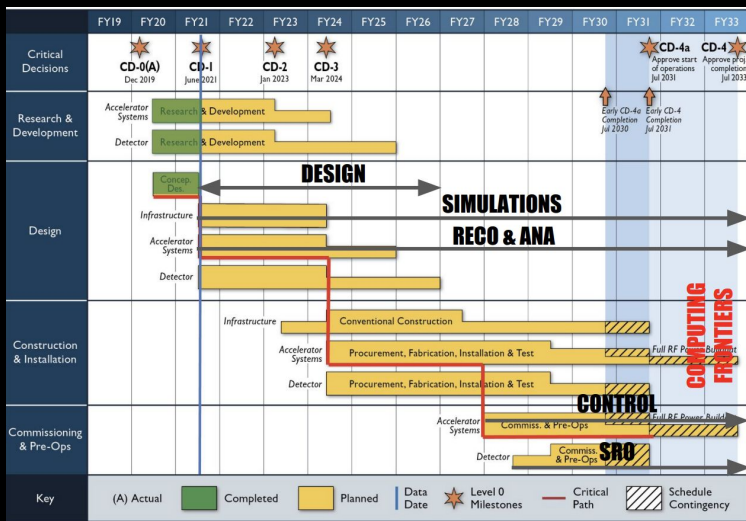 FY19 FY20 FY21 FY22 FY23 FY24 FY25 FY26 FY27 FY28 FY29 FY30 FY31 FY32 FY33
Critical
Decisions
CD-0(A)
Dec 2019
CD-1
June 2021
CD-2
Jan 2023
CD-3
Mar 2024
CD-4a
Approve start
of operations
Jul 2031
CD-4
Approve proj
completion
Jul 2033
Early CD-4a
Completion
Jul 2030
Early CD-4
Completion
Jul 2031
Research &
Development
Accelerator
Systems
Research & Development
Detector
Research & Development
Design
Concep.
Des.
DESIGN
Infrastructure
SIMULATIONS
Accelerator
Systems
RECO & ANA
Detector
COMPUTING
FRONTIERS
Construction
& Installation
Infrastructure
Conventional Construction
Accelerator
Systems
Procurement, Fabrication, Installation & Test
Full RF Power Buildout
Detector
Procurement, Fabrication, Installation & Test
Commissioning
& Pre-Ops
CONTROL
Accelerator
Systems
Commiss. & Pre-Ops
Full RF Power Build
Detector
Commiss.
& Pre-Ops
SRO
Key
(A) Actual
Completed
Planned
Data
Date
Level 0
Milestones
Critical
Path
Schedule
Contingency